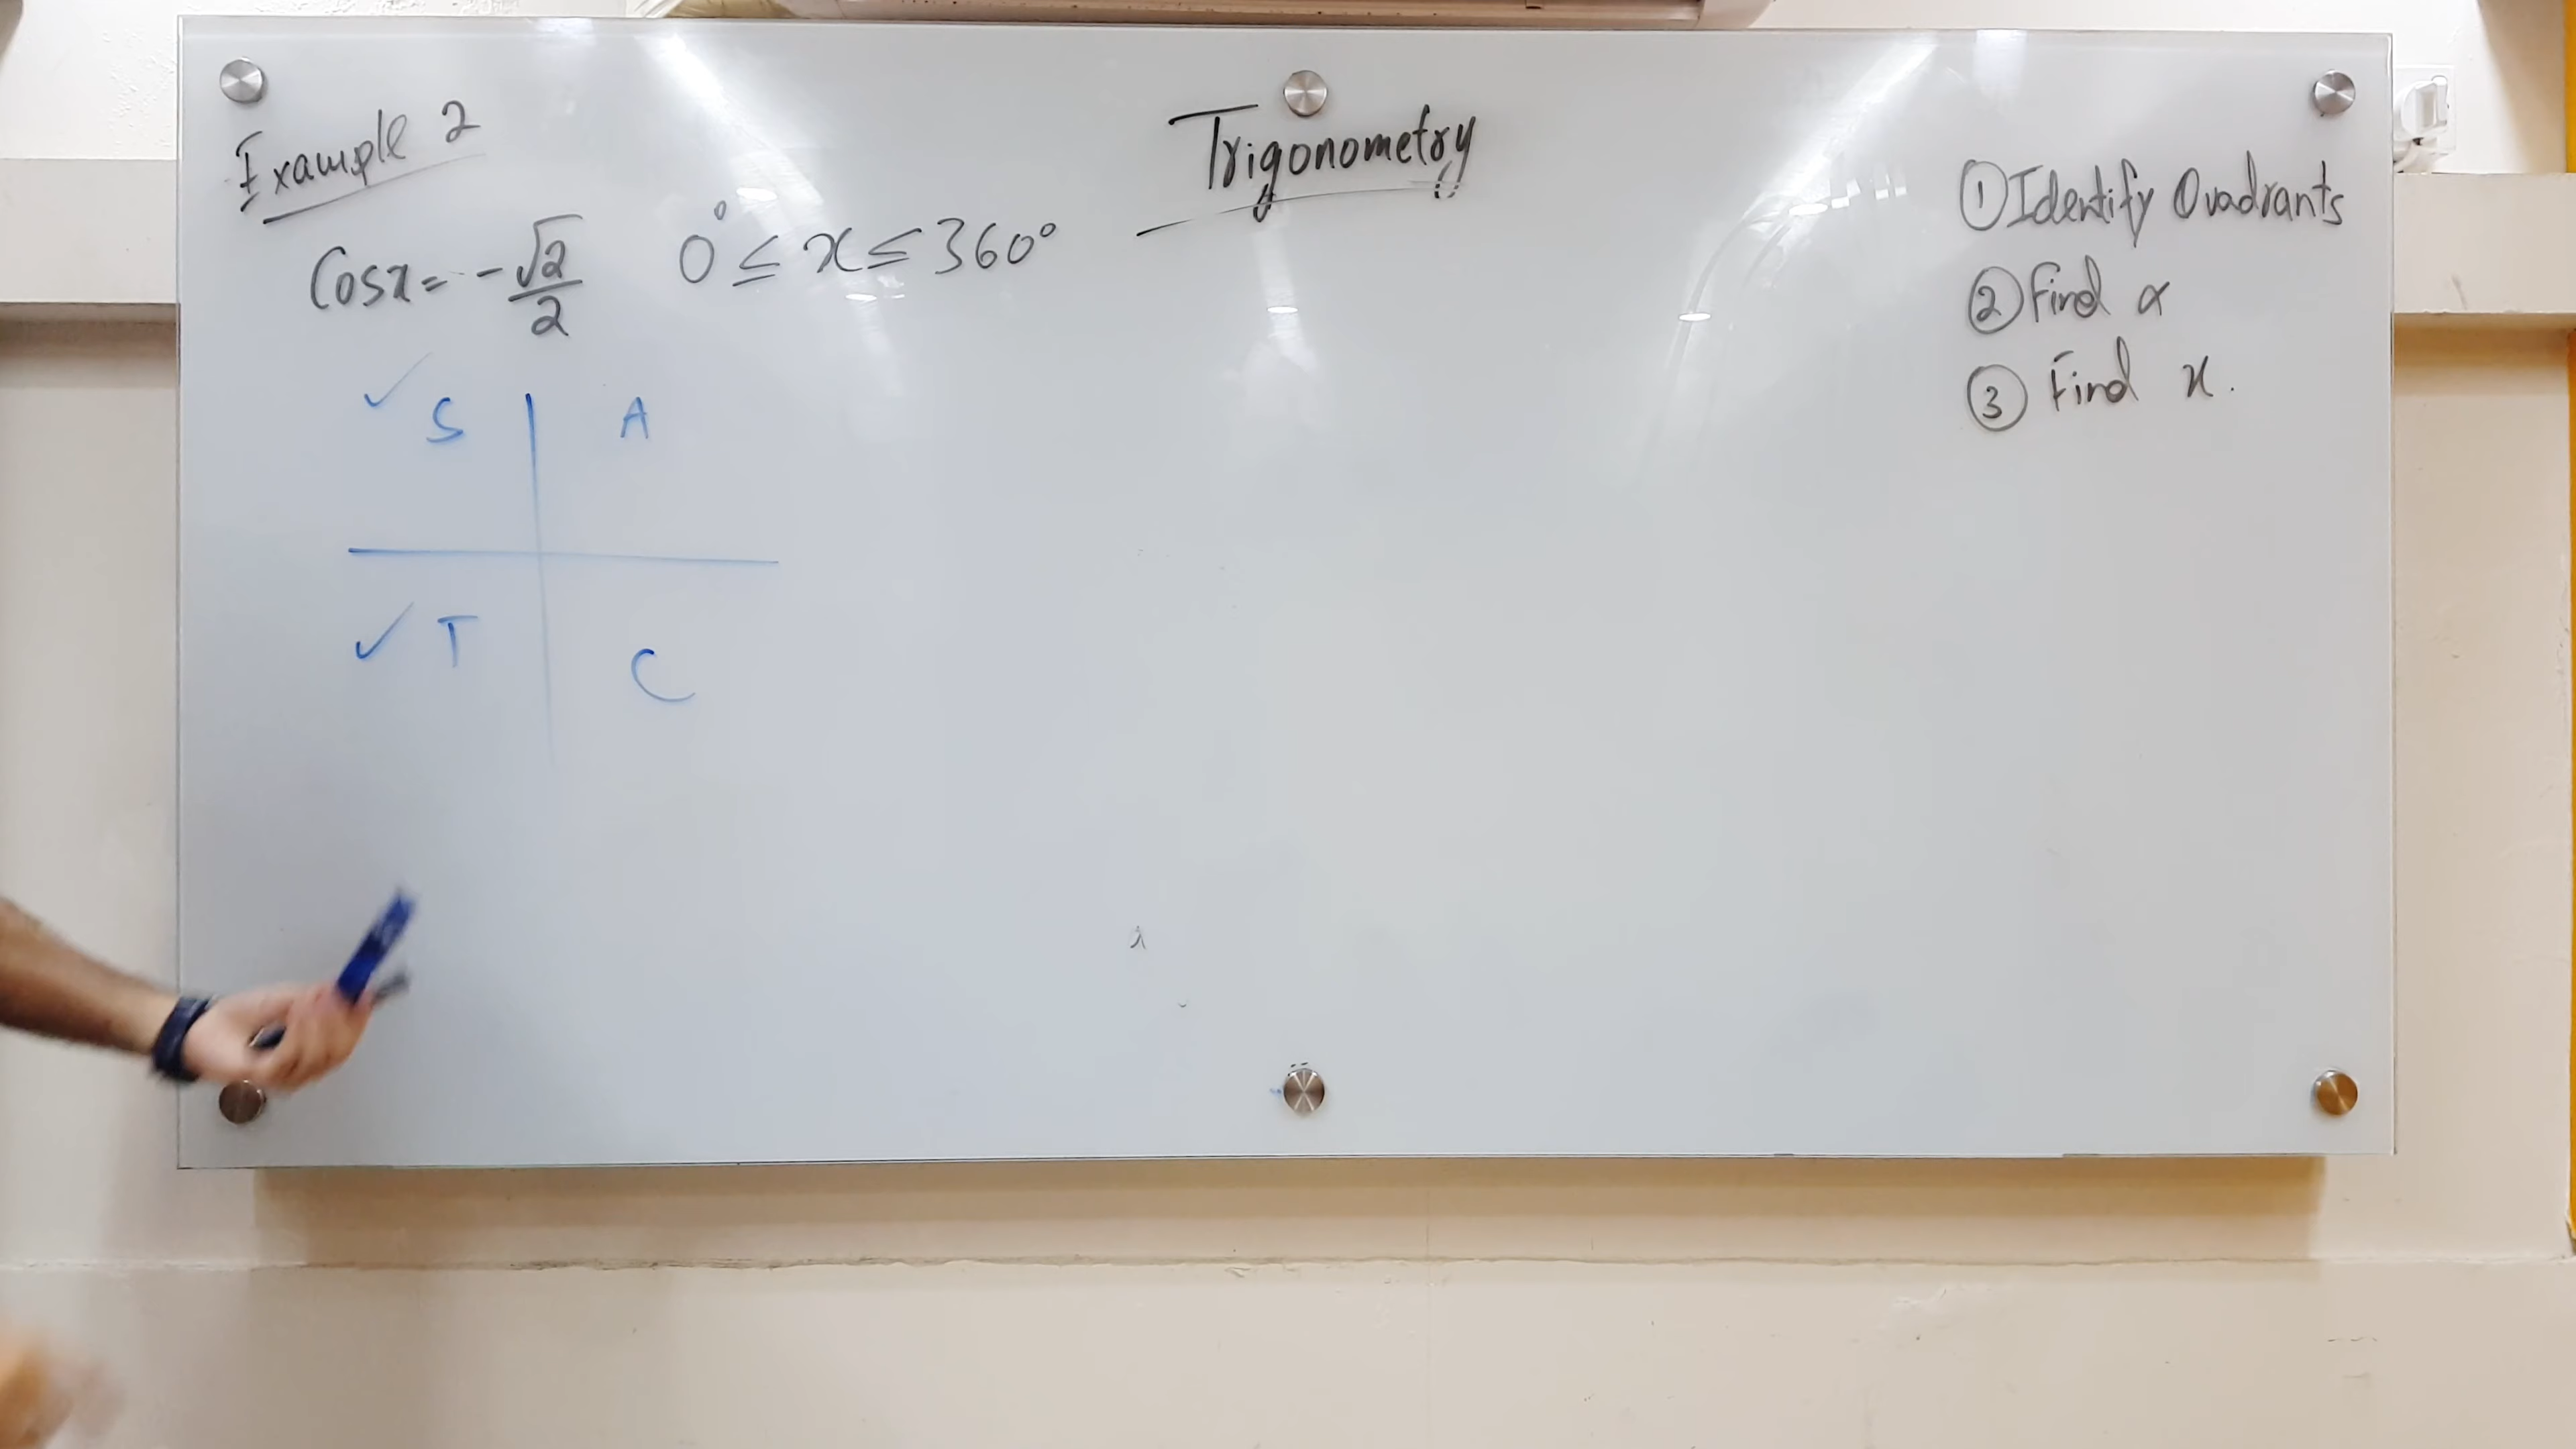 Trigonometry
Example 2
Cosx = -√2/2 0° ≤ x ≤ 360°
S A
T C
① Identify Quadrants
② Find α
③ Find x.